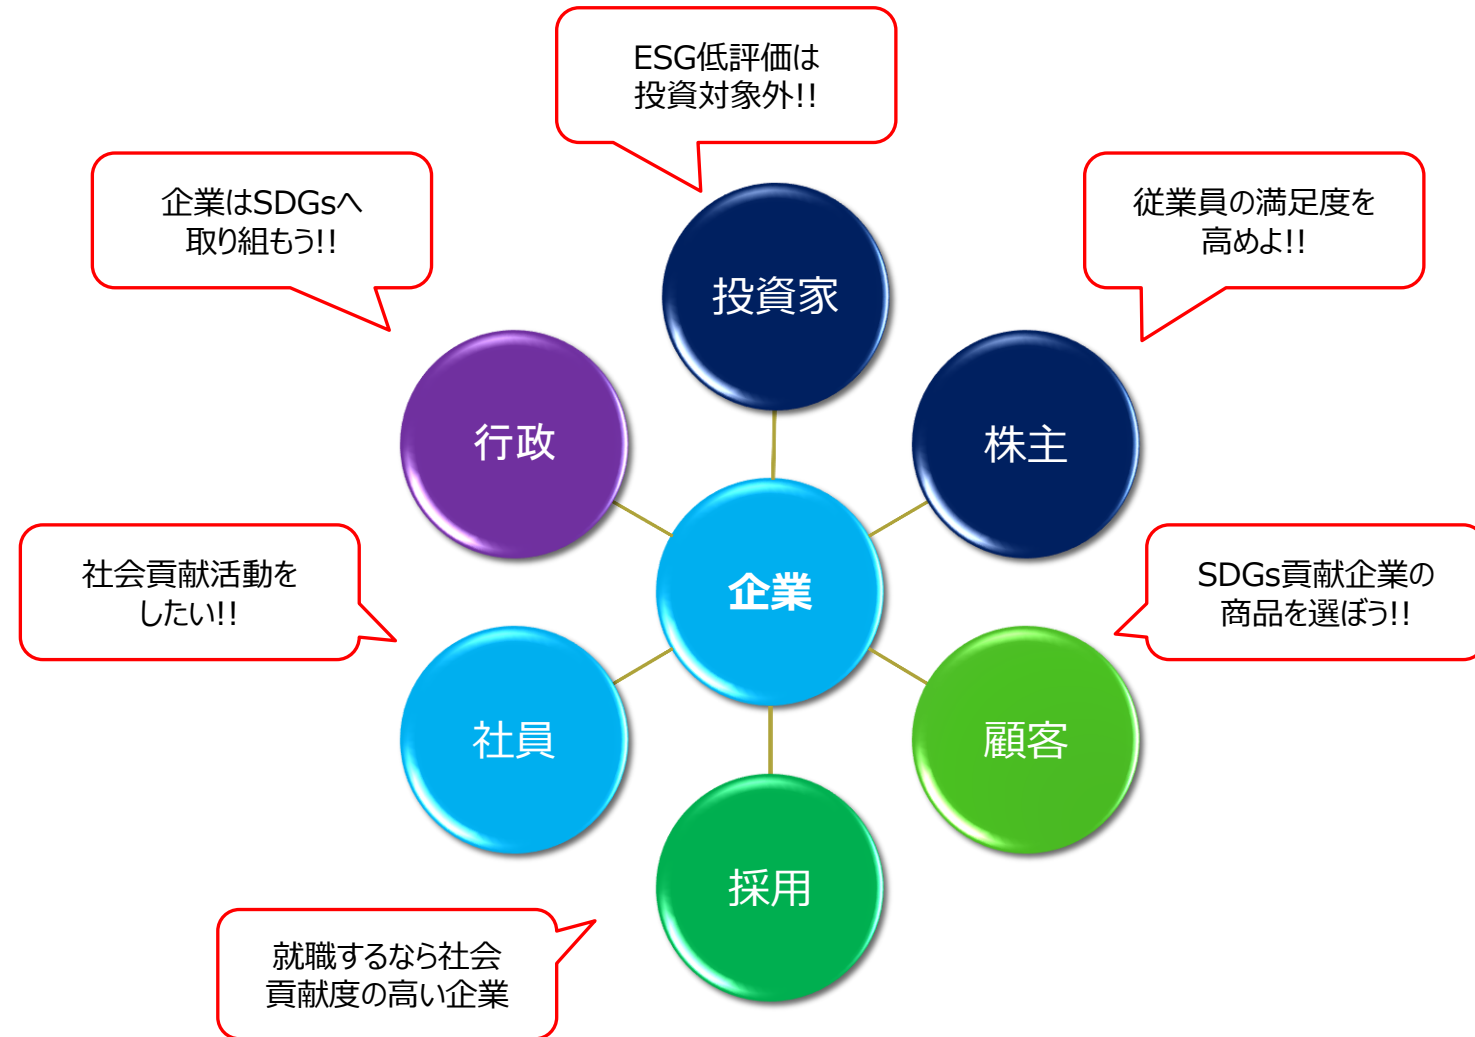 ESG低評価は
投資対象外!!
企業はSDGsへ
取り組もう!!
従業員の満足度を
高めよ!!
投資家
行政
株主
社会貢献活動を
したい!!
企業
SDGs貢献企業の
商品を選ぼう!!
社員
顧客
採用
就職するなら社会
貢献度の高い企業